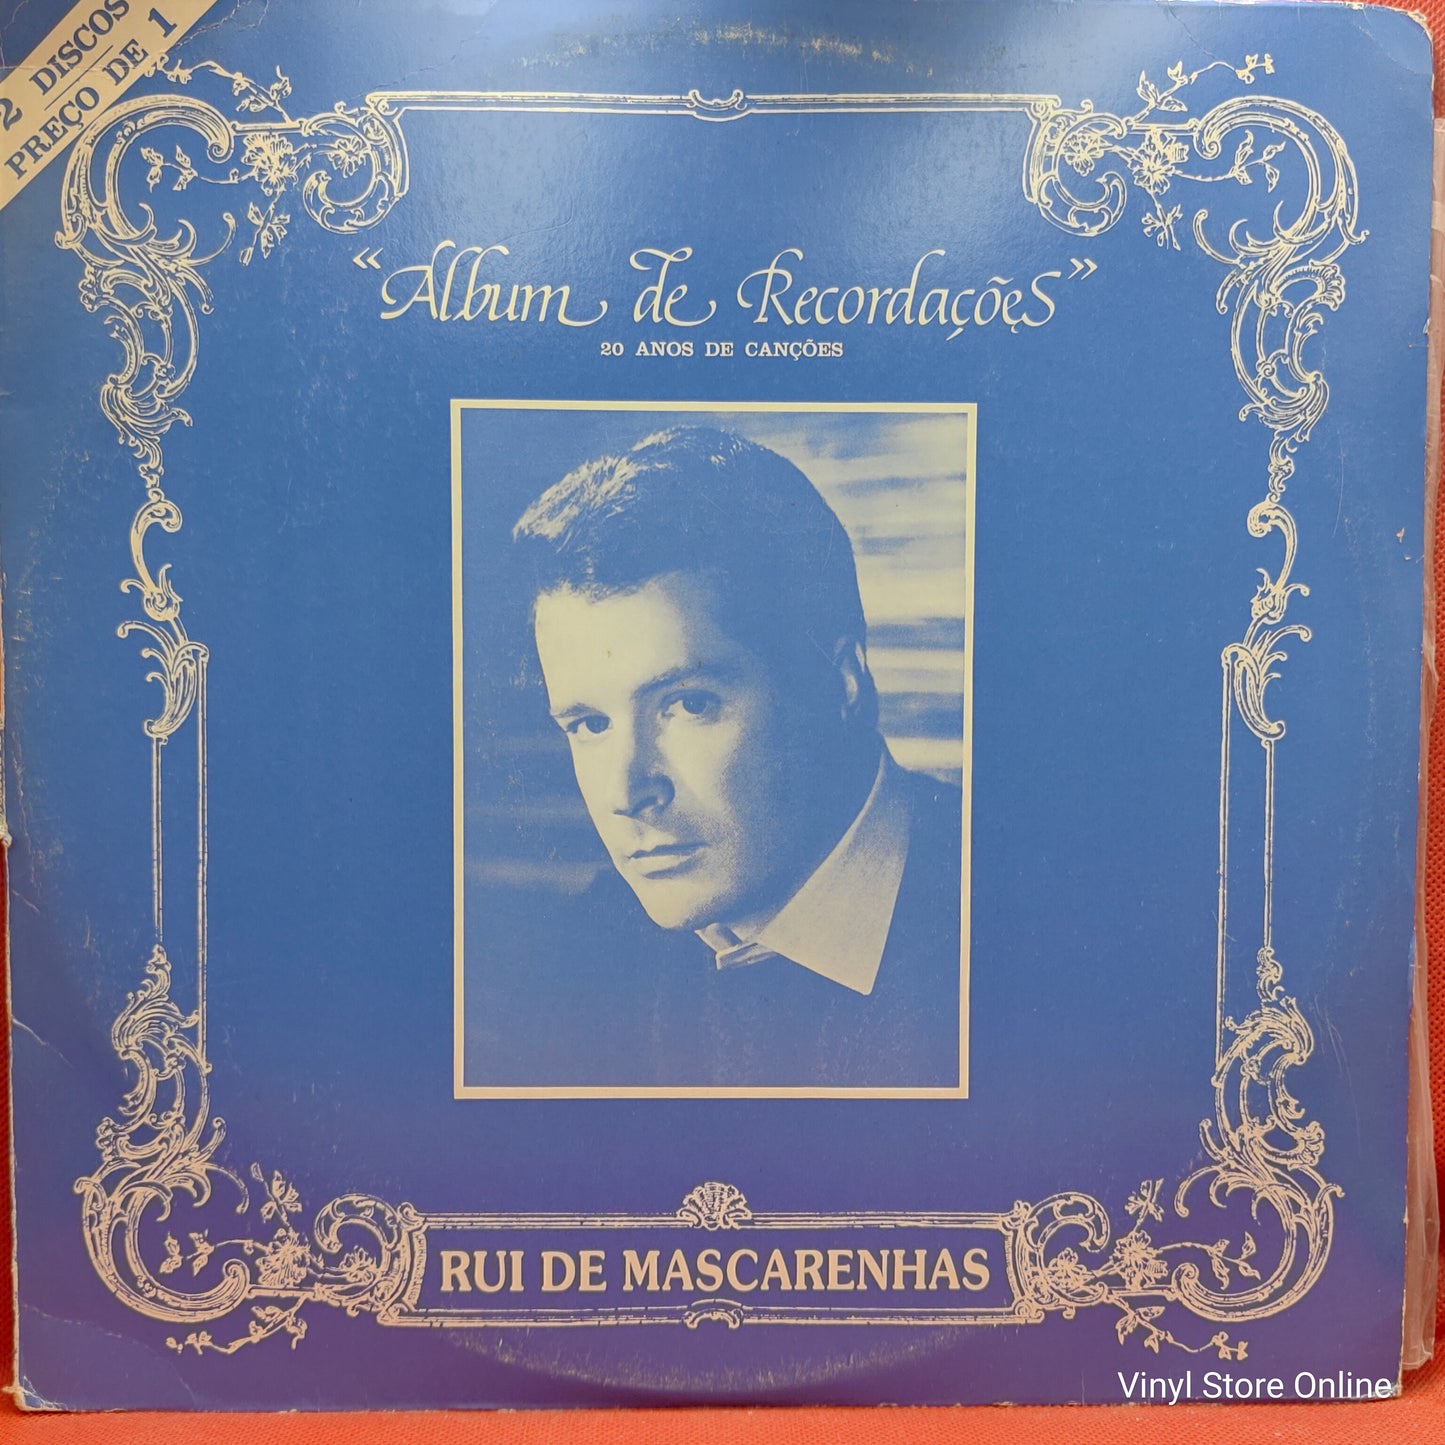 2 DISCOS
PREÇO DE 1
“Album de Recordações”
20 ANOS DE CANÇÕES
RUI DE MASCARENHAS
Vinyl Store Online